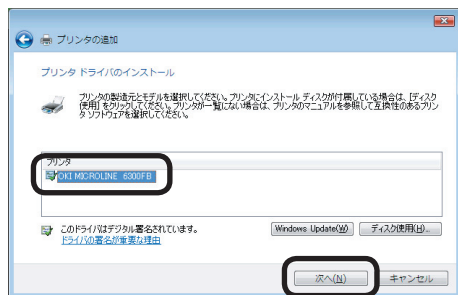 プリンタの追加
プリンタ ドライバのインストール
プリンタの製造元とモデルを選択してください。プリンタにインストール ディスクが付属している場合は、[ディスク
使用] をクリックしてください。プリンタが一覧にない場合は、プリンタのマニュアルを参照して互換性のあるプリン
タ ソフトウェアを選択してください。
プリンタ
OKI MICROLINE 6300FB
このドライバはデジタル署名されています。
ドライバの署名が重要な理由
Windows Update(W)
ディスク使用(H)...
次へ(N)
キャンセル